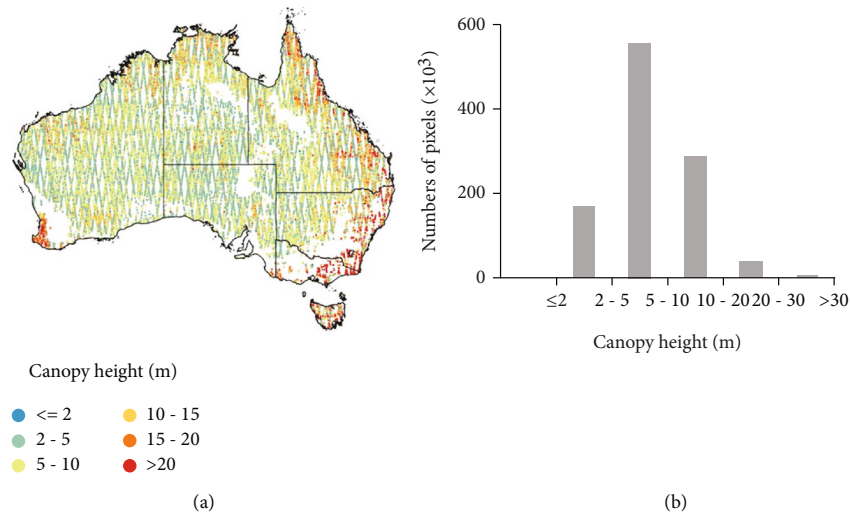 Canopy height (m)
<= 2
2 - 5
5 - 10
10 - 15
15 - 20
>20
(a)
Numbers of pixels (×10³)
600
400
200
0
≤2
2 - 5
5 - 10
10 - 20
20 - 30
>30
Canopy height (m)
(b)